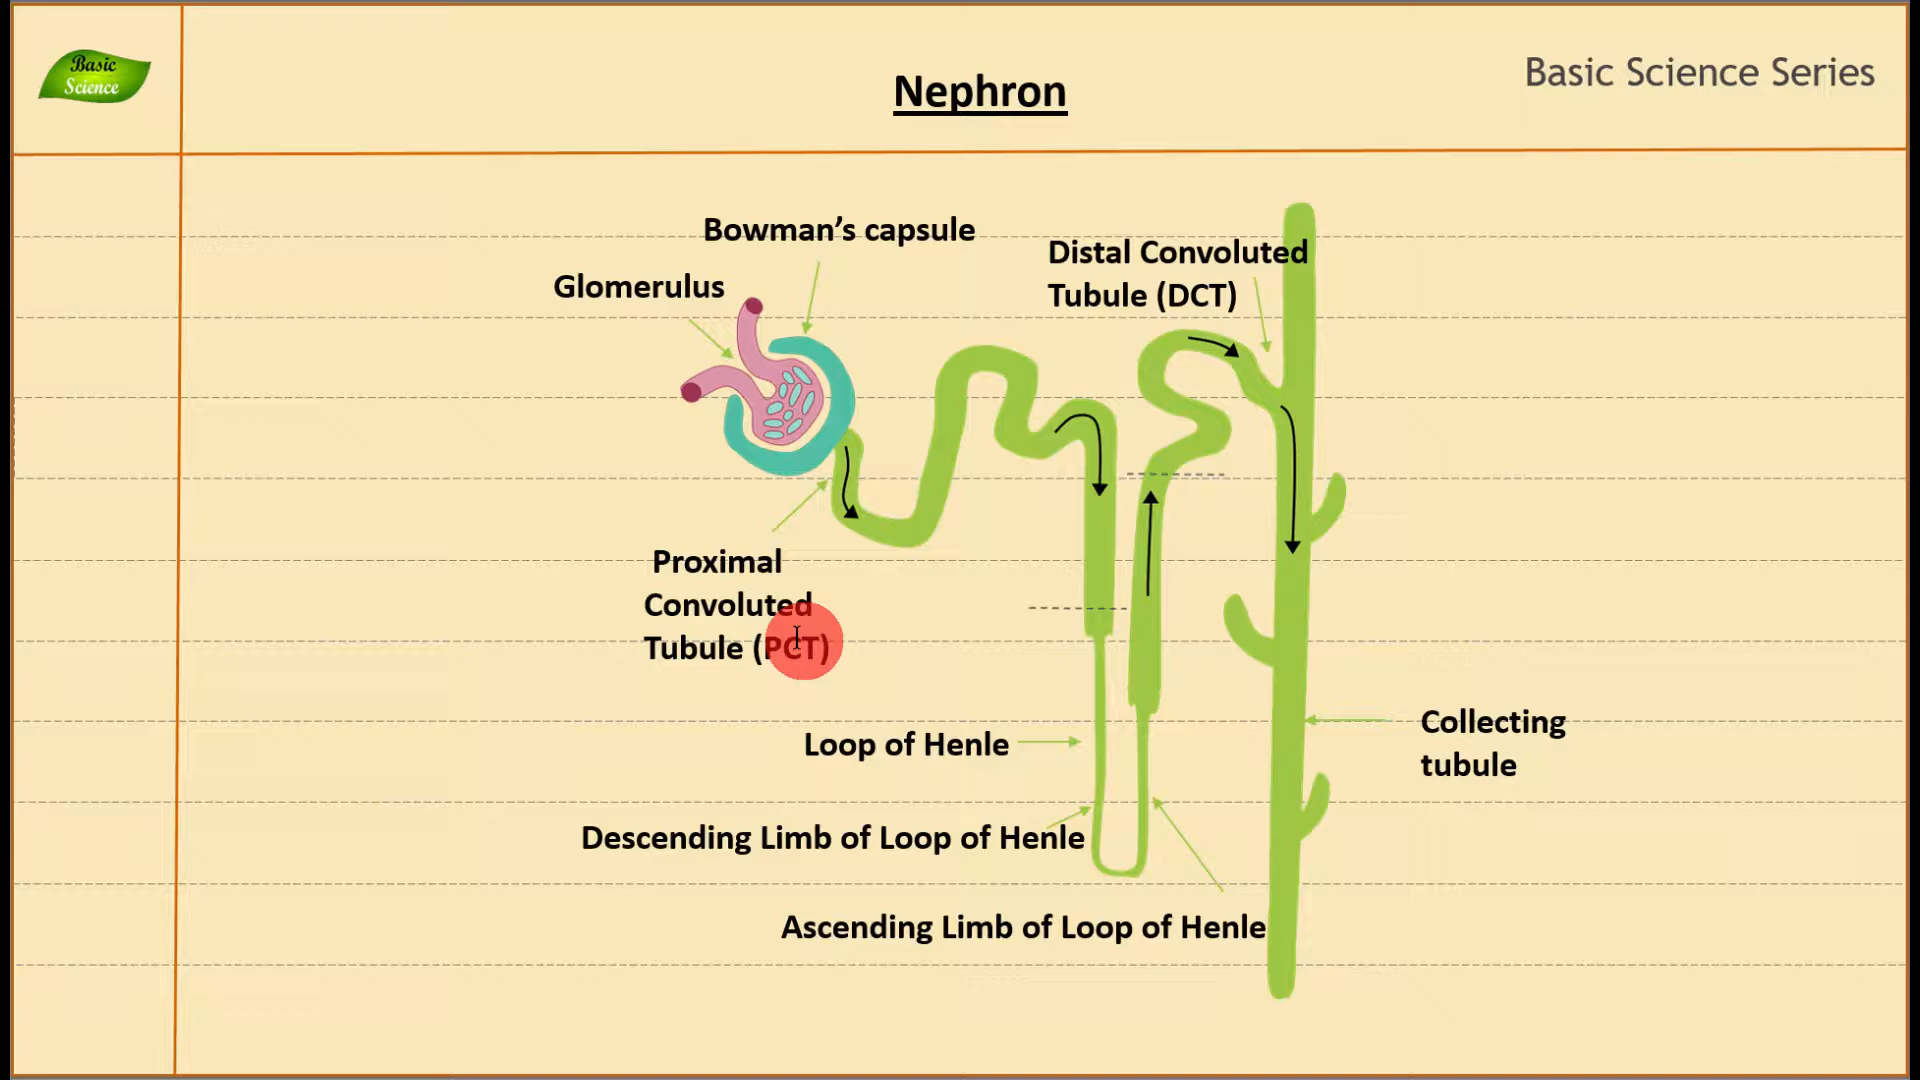 Basic
Science
Nephron
Basic Science Series
Bowman’s capsule
Glomerulus
Distal Convoluted
Tubule (DCT)
Proximal
Convoluted
Tubule (PCT)
Loop of Henle
Collecting
tubule
Descending Limb of Loop of Henle
Ascending Limb of Loop of Henle